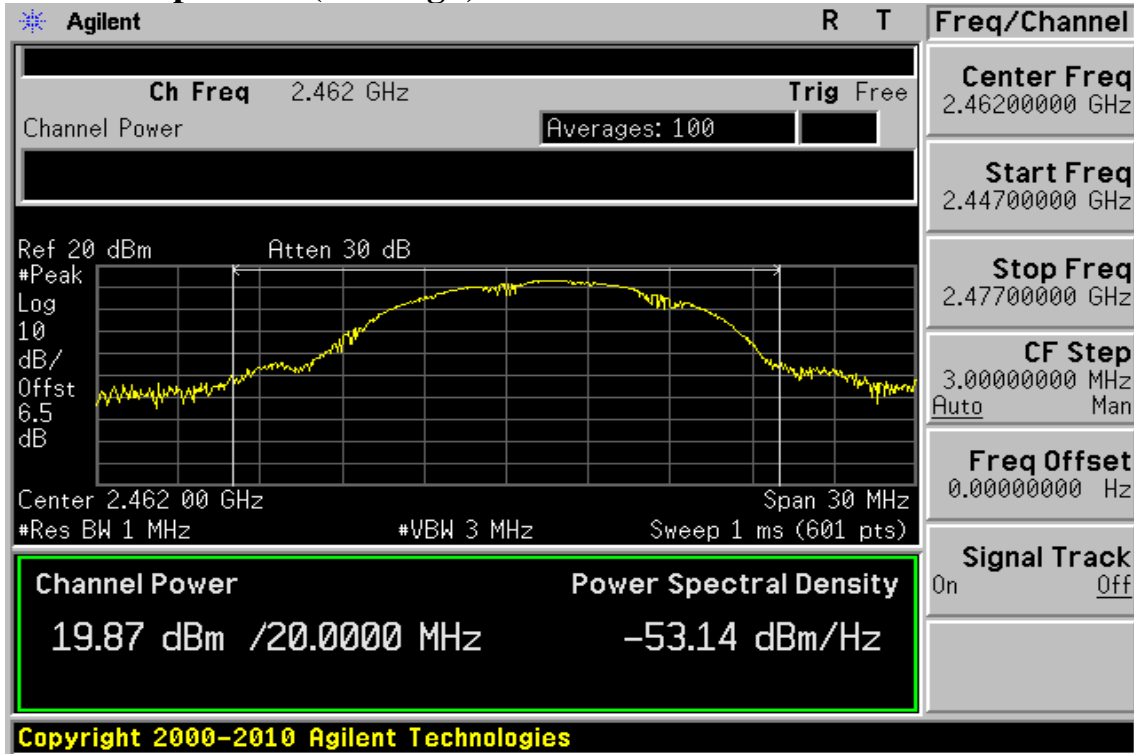 Agilent R T Freq/Channel
Ch Freq 2.462 GHz Trig Free
Channel Power Averages: 100
Center Freq
2.46200000 GHz
Start Freq
2.44700000 GHz
Stop Freq
2.47700000 GHz
CF Step
3.00000000 MHz
Auto Man
Freq Offset
0.00000000 Hz
Signal Track
On Off
Ref 20 dBm Atten 30 dB
#Peak
Log
10
dB/
Offst
6.5
dB
Center 2.462 00 GHz Span 30 MHz
#Res BW 1 MHz #VBW 3 MHz Sweep 1 ms (601 pts)
Channel Power Power Spectral Density
19.87 dBm /20.0000 MHz -53.14 dBm/Hz
Copyright 2000-2010 Agilent Technologies